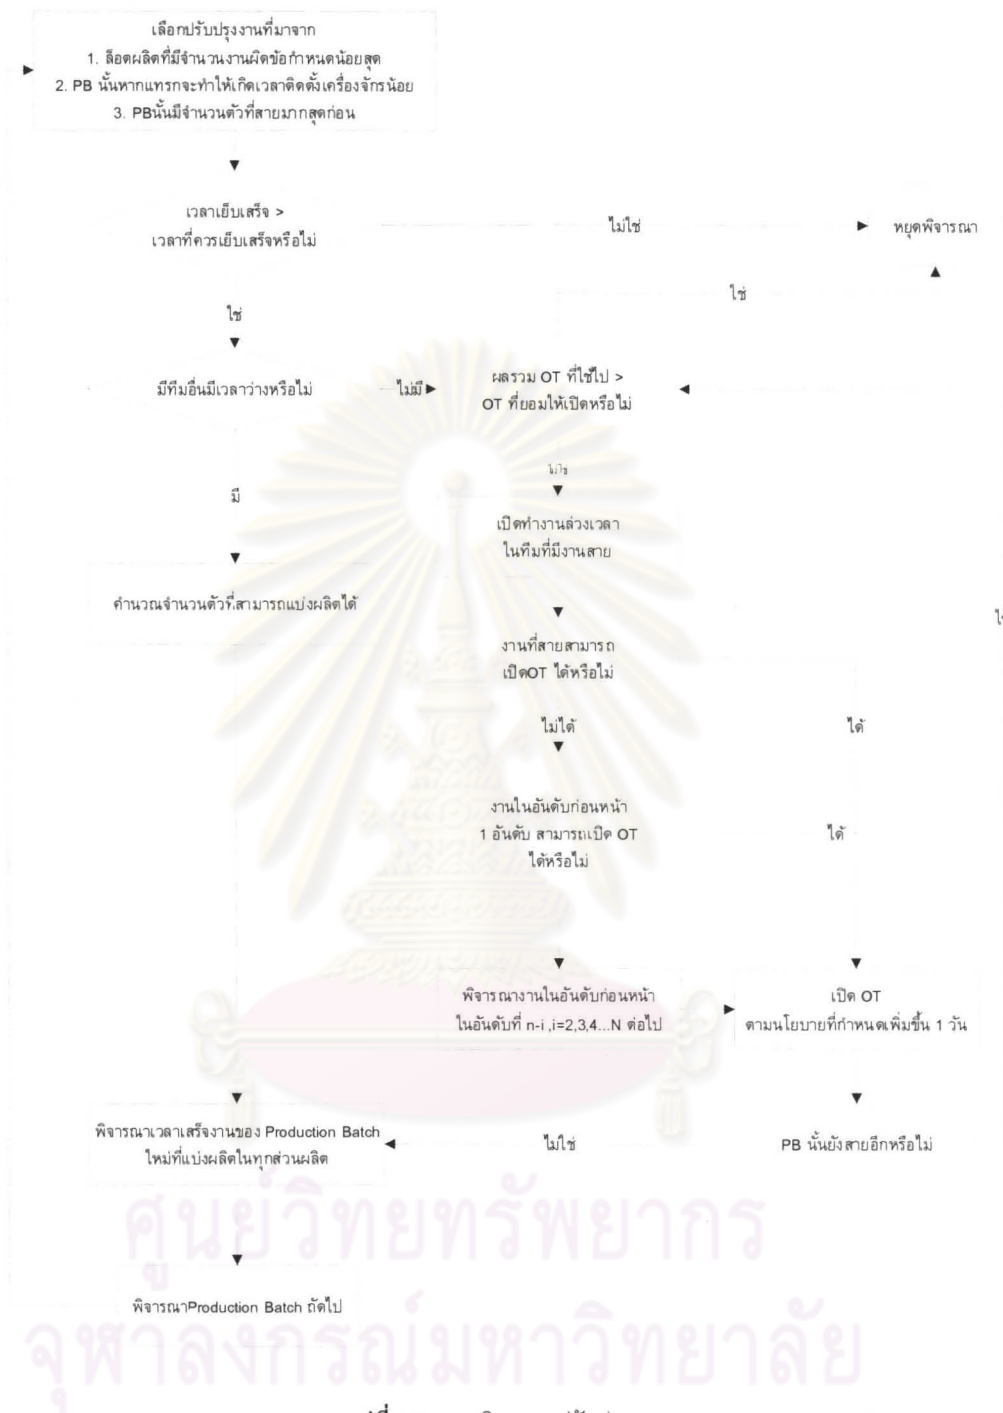 เลือกปรับปรุงงานที่มาจาก
1. ล็อตผลิตที่มีจำนวนงานผิดข้อกำหนดน้อยสุด
2. PB นั้นหากแทรกจะทำให้เกิดเวลาติดตั้งเครื่องจักรน้อย
3. PBนั้นมีจำนวนตัวที่สายมากสุดก่อน
เวลาเย็บเสร็จ >
เวลาที่ควรเย็บเสร็จหรือไม่
ไม่ใช่
หยุดพิจารณา
ใช่
ใช่
มีทีมอื่นมีเวลาว่างหรือไม่
ไม่มี
ผลรวม OT ที่ใช้ไป >
OT ที่ยอมให้เปิดหรือไม่
มี
เปิดทำงานล่วงเวลา
ในทีมที่มีงานสาย
คำนวณจำนวนตัวที่สามารถแบ่งผลิตได้
งานที่สายสามารถ
เปิดOT ได้หรือไม่
ไม่ได้
ได้
งานในอันดับก่อนหน้า
1 อันดับ สามารถเปิด OT
ได้หรือไม่
ได้
พิจารณางานในอันดับก่อนหน้า
ในอันดับที่ n-i ,i=2,3,4...N ต่อไป
เปิด OT
ตามนโยบายที่กำหนดเพิ่มขึ้น 1 วัน
พิจารณาเวลาเสร็จงานของ Production Batch
ใหม่ที่แบ่งผลิตในทุกส่วนผลิต
ไม่ใช่
PB นั้นยังสายอีกหรือไม่
พิจารณาProduction Batch ถัดไป
ศูนย์วิทยทรัพยากร
จุฬาลงกรณ์มหาวิทยาลัย